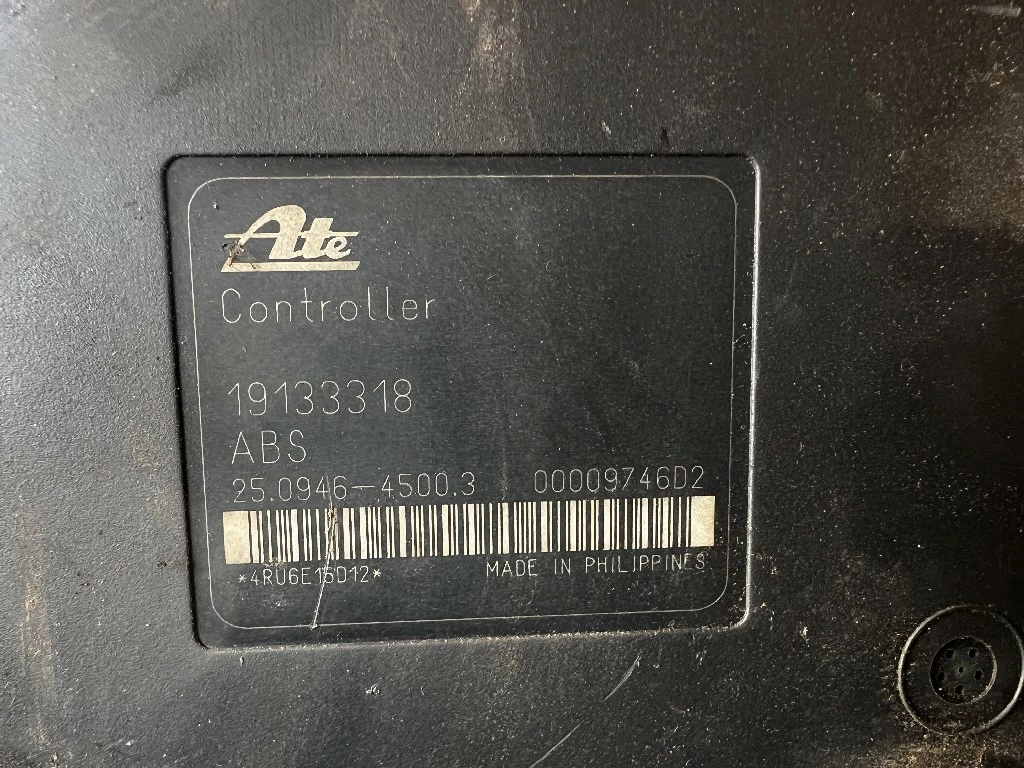 Ate
Controller
19133318
ABS
25.0946-4500.3 00009746D2
*4RU6E15D12* MADE IN PHILIPPINES